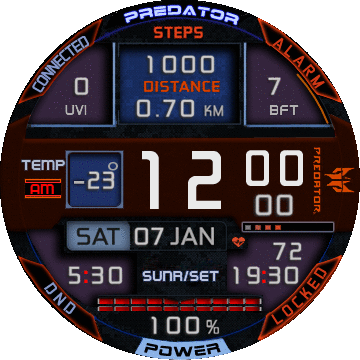 PREDATOR
STEPS
CONNECTED
ALARM
1000
0
UVI
DISTANCE
0.70 KM
7
BFT
TEMP
AM
-23°
12
00
00
PREDATOR
SAT 07 JAN
72
5:30
SUNR/SET
19:30
DND
LOCKED
100%
POWER